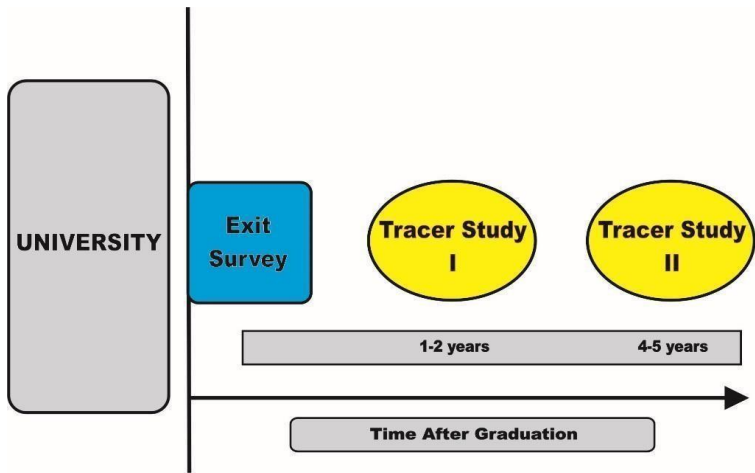 UNIVERSITY
Exit
Survey
Tracer Study
I
Tracer Study
II
1-2 years
4-5 years
Time After Graduation